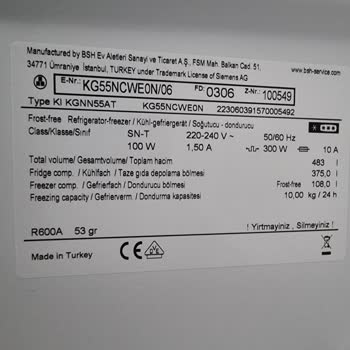 Manufactured by BSH Ev Aletleri Sanayi ve Ticaret A.Ş., FSM Mah. Balkan Cad. 51,
34771 Ümraniye İstanbul, TURKEY under Trademark License of Siemens AG
www.bsh-service.com
E-Nr.: KG55NCWE0N/06 FD: 0306 Z-Nr.: 100549
Type KI KGNN55AT KG55NCWE0N 223060391570005492
Frost-free Refrigerator-freezer / Kühl-gefriergerät / Soğutucu - dondurucu
Class/Klasse/Sınıf SN-T 220-240 V ~ 50/60 Hz
100 W 1,50 A 300 W 10 A
Total volume/ Gesamtvolumen/ Toplam hacim 483 l
Fridge comp. / Kühlfach / Taze gıda depolama bölmesi 375,0 l
Freezer comp. / Gefrierfach / Dondurucu bölmesi 108,0 l
Freezing capacity / Gefrierverm. / Dondurma kapasitesi 10,00 kg / 24 h
R600A 53 gr ! Yirtmayiniz , Silmeyiniz !
Made in Turkey CE